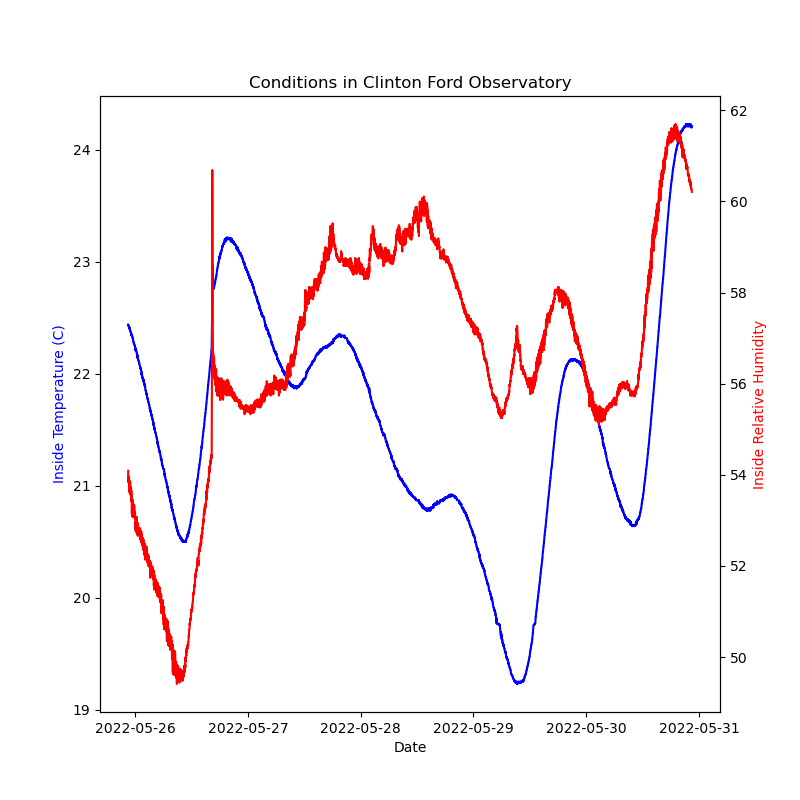 Conditions in Clinton Ford Observatory
Inside Temperature (C)
24
23
22
21
20
19
62
60
58
56
54
52
50
Inside Relative Humidity
2022-05-26 2022-05-27 2022-05-28 2022-05-29 2022-05-30 2022-05-31
Date